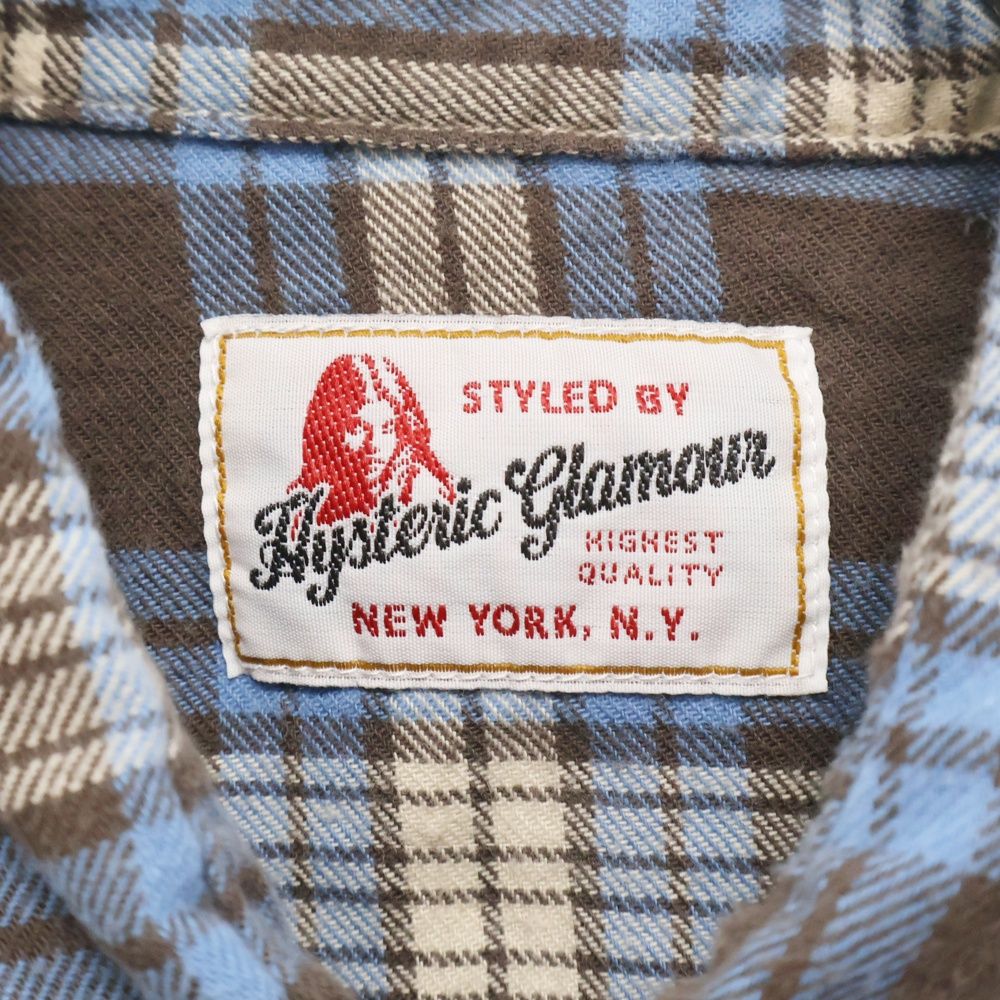 STYLED BY
Hysteric Glamour
HIGHEST
QUALITY
NEW YORK, N.Y.